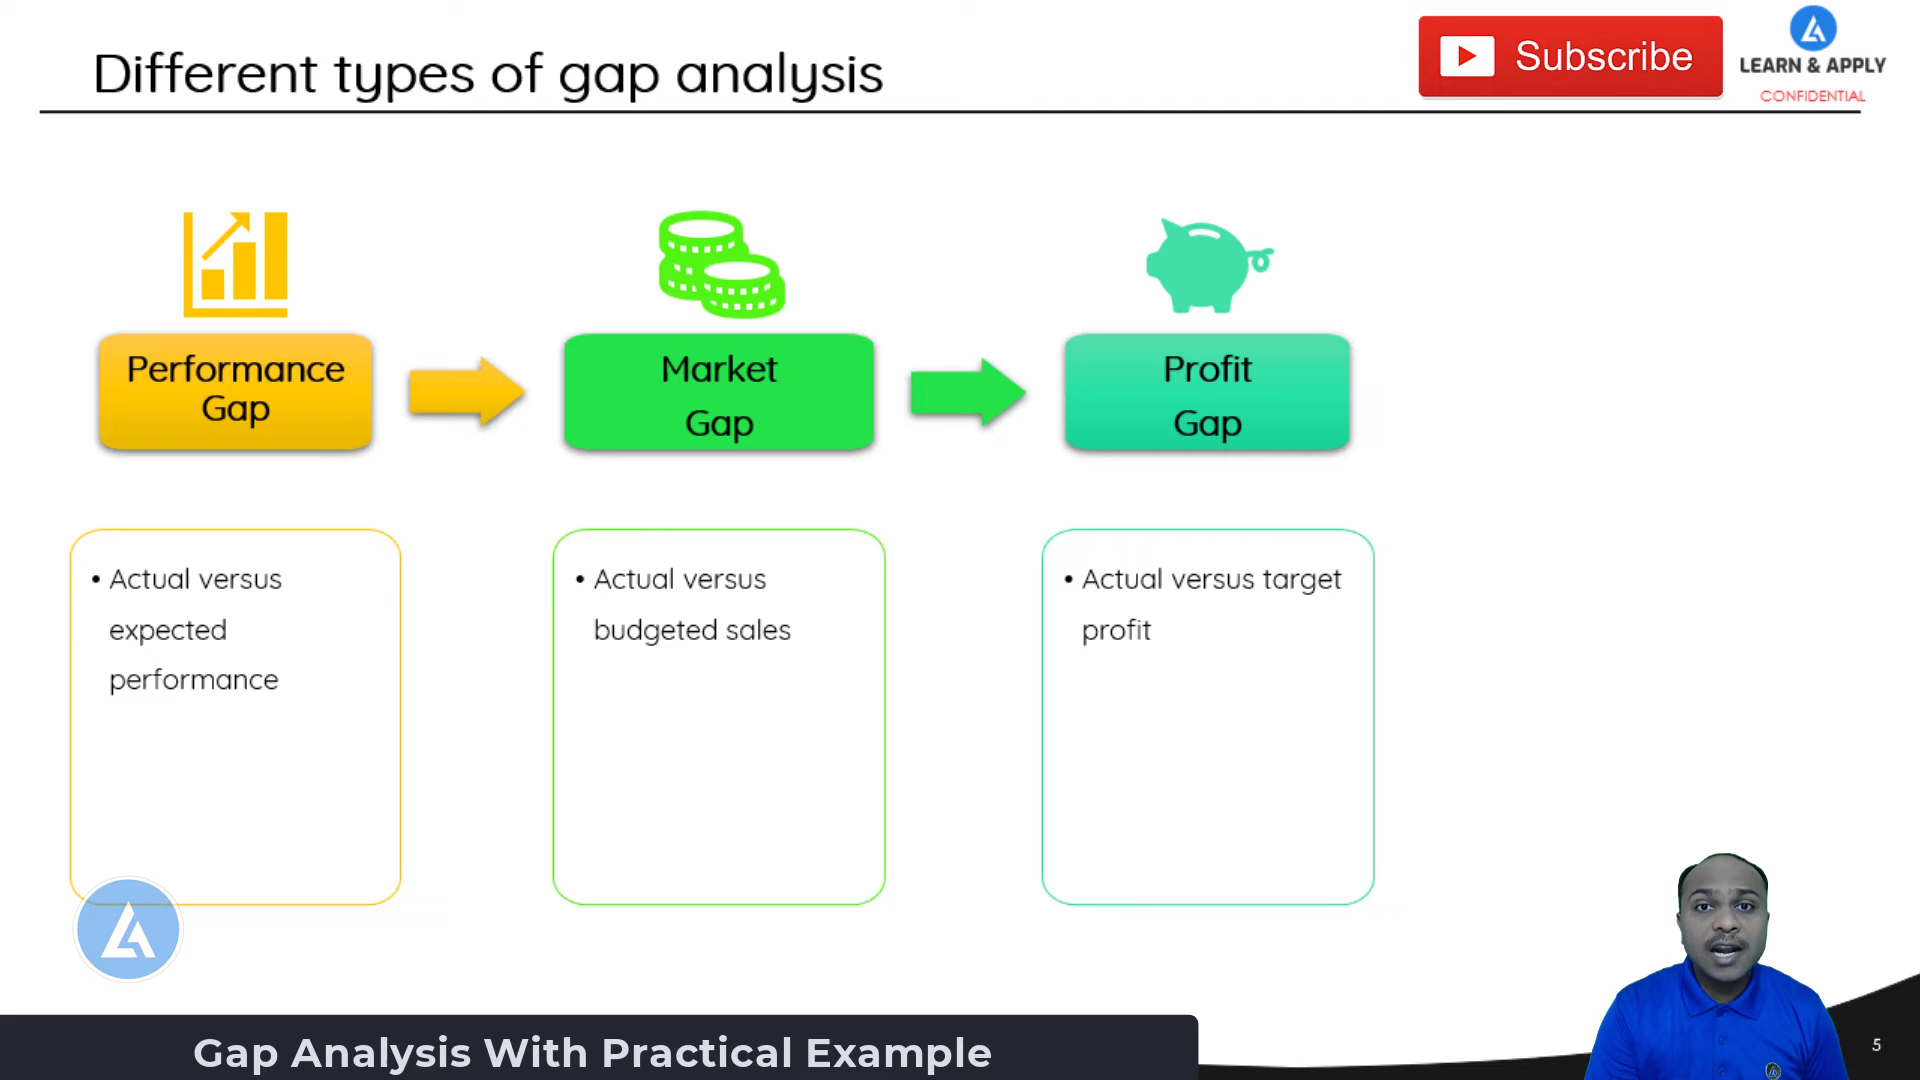 Different types of gap analysis
Subscribe
LEARN & APPLY
CONFIDENTIAL
Performance
Gap
Market
Gap
Profit
Gap
• Actual versus
expected
performance
• Actual versus
budgeted sales
• Actual versus target
profit
Gap Analysis With Practical Example
5